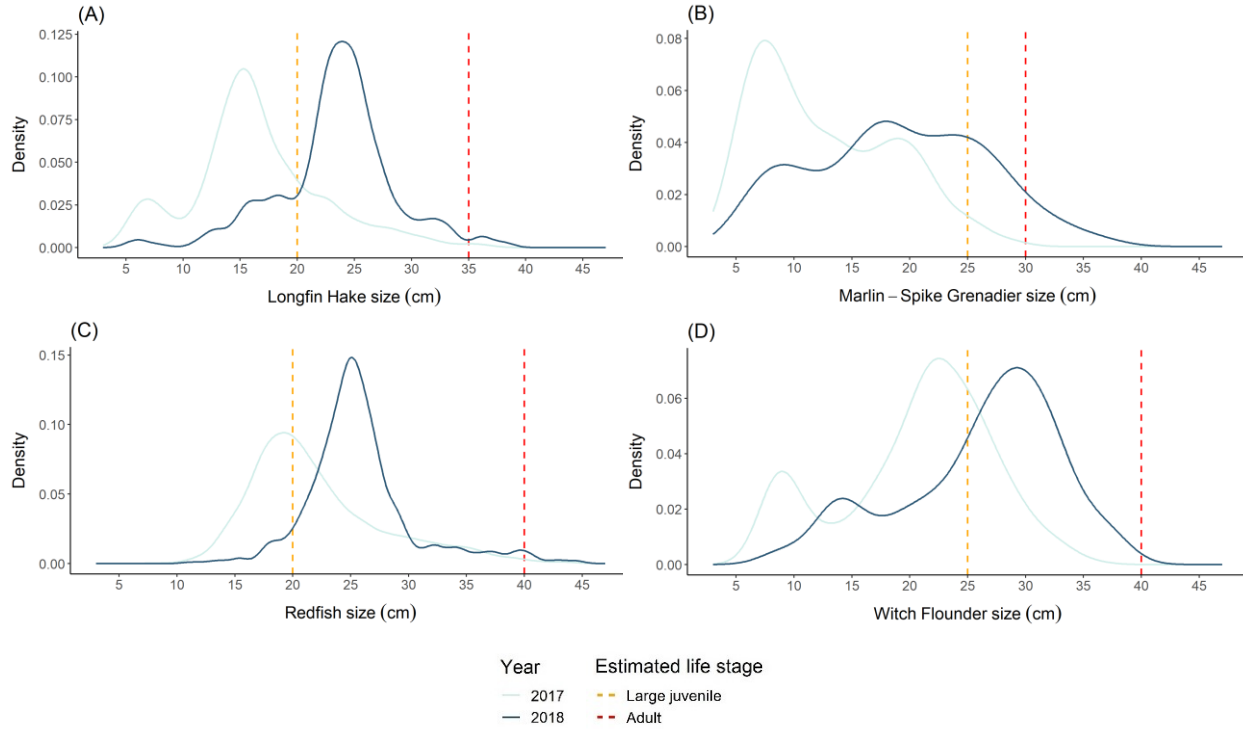 (A)
0.125
0.100
0.075
0.050
0.025
0.000
Density
5 10 15 20 25 30 35 40 45
Longfin Hake size (cm)
(B)
0.08
0.06
0.04
0.02
0.00
Density
5 10 15 20 25 30 35 40 45
Marlin – Spike Grenadier size (cm)
(C)
0.15
0.10
0.05
0.00
Density
5 10 15 20 25 30 35 40 45
Redfish size (cm)
(D)
0.06
0.04
0.02
0.00
Density
5 10 15 20 25 30 35 40 45
Witch Flounder size (cm)
Year
2017
2018
Estimated life stage
Large juvenile
Adult